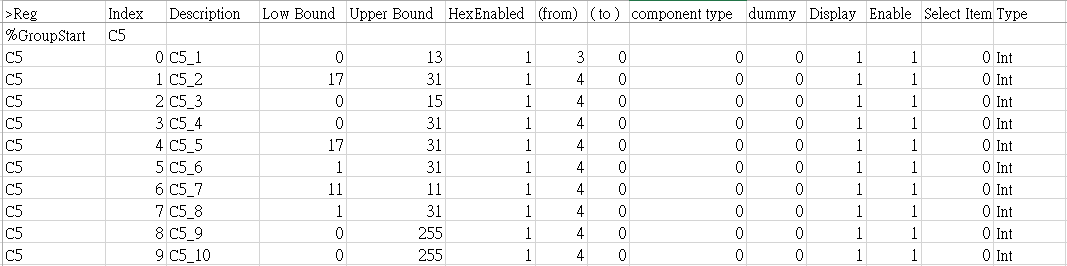 >Reg Index Description Low Bound Upper Bound HexEnabled (from) ( to ) component type dummy Display Enable Select Item Type
%GroupStart C5
C5 0 C5_1 0 13 1 3 0 0 0 1 1 0 Int
C5 1 C5_2 17 31 1 4 0 0 0 1 1 0 Int
C5 2 C5_3 0 15 1 4 0 0 0 1 1 0 Int
C5 3 C5_4 0 31 1 4 0 0 0 1 1 0 Int
C5 4 C5_5 17 31 1 4 0 0 0 1 1 0 Int
C5 5 C5_6 1 31 1 4 0 0 0 1 1 0 Int
C5 6 C5_7 11 11 1 4 0 0 0 1 1 0 Int
C5 7 C5_8 1 31 1 4 0 0 0 1 1 0 Int
C5 8 C5_9 0 255 1 4 0 0 0 1 1 0 Int
C5 9 C5_10 0 255 1 4 0 0 0 1 1 0 Int